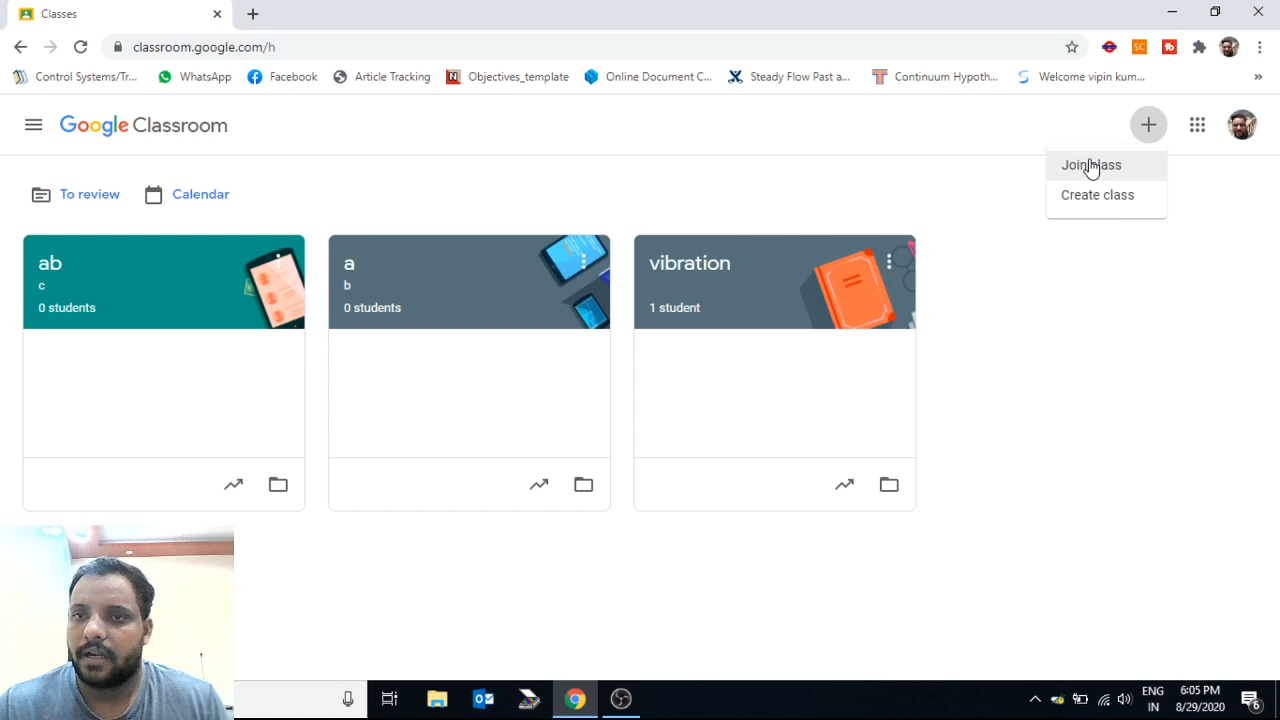 Classes
classroom.google.com/h
SC
Control Systems/Tr...
WhatsApp
Facebook
Article Tracking
Objectives_template
Online Document C...
Steady Flow Past a...
Continuum Hypoth...
Welcome vipin kum...
»
Google Classroom
Join class
Create class
To review
Calendar
ab
c
0 students
a
b
0 students
vibration
1 student
ENG
IN
6:05 PM
8/29/2020
6